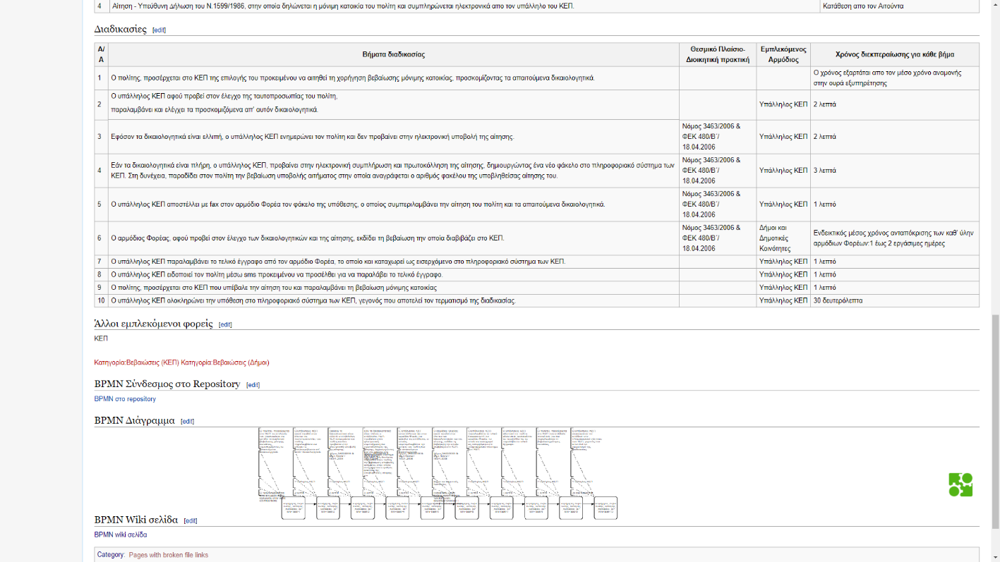 4 Αίτηση - Υπεύθυνη Δήλωση του Ν.1599/1986, στην οποία δηλώνεται η μόνιμη κατοικία του πολίτη και συμπληρώνεται ηλεκτρονικά απο τον υπάλληλο του ΚΕΠ. Κατάθεση απο τον Αιτούντα
Διαδικασίες [edit]
Α/Α Βήματα διαδικασίας Θεσμικό Πλαίσιο-Διοικητική πρακτική Εμπλεκόμενος Αρμόδιος Χρόνος διεκπεραίωσης για κάθε βήμα
1 Ο πολίτης, προσέρχεται στο ΚΕΠ της επιλογής του προκειμένου να αιτηθεί τη χορήγηση βεβαίωσης μόνιμης κατοικίας, προσκομίζοντας τα απαιτούμενα δικαιολογητικά. Ο χρόνος εξαρτάται απο τον μέσο χρόνο αναμονής
στην ουρά εξυπηρέτησης
2 Ο υπάλληλος ΚΕΠ αφού προβεί στον έλεγχο της ταυτοπροσωπίας του πολίτη,
παραλαμβάνει και ελέγχει τα προσκομιζόμενα απ' αυτόν δικαιολογητικά. Υπάλληλος ΚΕΠ 2 λεπτά
3 Εφόσον τα δικαιολογητικά είναι ελλιπή, ο υπάλληλος ΚΕΠ ενημερώνει τον πολίτη και δεν προβαίνει στην ηλεκτρονική υποβολή της αίτησης. Νόμος 3463/2006 &
ΦΕΚ 480/Β΄/
18.04.2006 Υπάλληλος ΚΕΠ 2 λεπτά
4 Εάν τα δικαιολογητικά είναι πλήρη, ο υπάλληλος ΚΕΠ, προβαίνει στην ηλεκτρονική συμπλήρωση και πρωτοκόλληση της αίτησης, δημιουργώντας ένα νέο φάκελο στο πληροφοριακό σύστημα των
ΚΕΠ. Στη συνέχεια, παραδίδει στον πολίτη την βεβαίωση υποβολής αιτήματος στην οποία αναγράφεται ο αριθμός φακέλου της υποβληθείσας αίτησης του. Νόμος 3463/2006 &
ΦΕΚ 480/Β΄/
18.04.2006 Υπάλληλος ΚΕΠ 3 λεπτά
5 Ο υπάλληλος ΚΕΠ αποστέλλει με fax στον αρμόδιο Φορέα τον φάκελο της υπόθεσης, ο οποίος συμπεριλαμβάνει την αίτηση του πολίτη και τα απαιτούμενα δικαιολογητικά. Νόμος 3463/2006 &
ΦΕΚ 480/Β΄/
18.04.2006 Υπάλληλος ΚΕΠ 1 λεπτό
6 Ο αρμόδιος Φορέας, αφού προβεί στον έλεγχο των δικαιολογητικών και της αίτησης, εκδίδει τη βεβαίωση την οποία διαβιβάζει στο ΚΕΠ. Νόμος 3463/2006 &
ΦΕΚ 480/Β΄/
18.04.2006 Δήμοι και
Δημοτικές
Κοινότητες Ενδεικτικός μέσος χρόνος ανταπόκρισης των καθ' ύλην
αρμόδιων Φορέων:1 έως 2 εργάσιμες ημέρες
7 Ο υπάλληλος ΚΕΠ παραλαμβάνει το τελικό έγγραφο από τον αρμόδιο Φορέα, το οποίο και καταχωρεί ως εισερχόμενο στο πληροφοριακό σύστημα των ΚΕΠ. Υπάλληλος ΚΕΠ 1 λεπτό
8 Ο υπάλληλος ΚΕΠ ειδοποιεί τον πολίτη μέσω sms προκειμένου να προσέλθει για να παραλάβει το τελικό έγγραφο. Υπάλληλος ΚΕΠ 1 λεπτό
9 Ο πολίτης, προσέρχεται στο ΚΕΠ που υπέβαλε την αίτηση του και παραλαμβάνει τη βεβαίωση μόνιμης κατοικίας Υπάλληλος ΚΕΠ 1 λεπτό
10 Ο υπάλληλος ΚΕΠ ολοκληρώνει την υπόθεση στο πληροφοριακό σύστημα των ΚΕΠ, γεγονός που αποτελεί τον τερματισμό της διαδικασίας. Υπάλληλος ΚΕΠ 30 δευτερόλεπτα
Άλλοι εμπλεκόμενοι φορείς [edit]
ΚΕΠ
Κατηγορία:Βεβαιώσεις (ΚΕΠ) Κατηγορία:Βεβαιώσεις (Δήμοι)
BPMN Σύνδεσμος στο Repository [edit]
BPMN στο repository
BPMN Διάγραμμα [edit]
BPMN Wiki σελίδα [edit]
BPMN wiki σελίδα
Category: Pages with broken file links